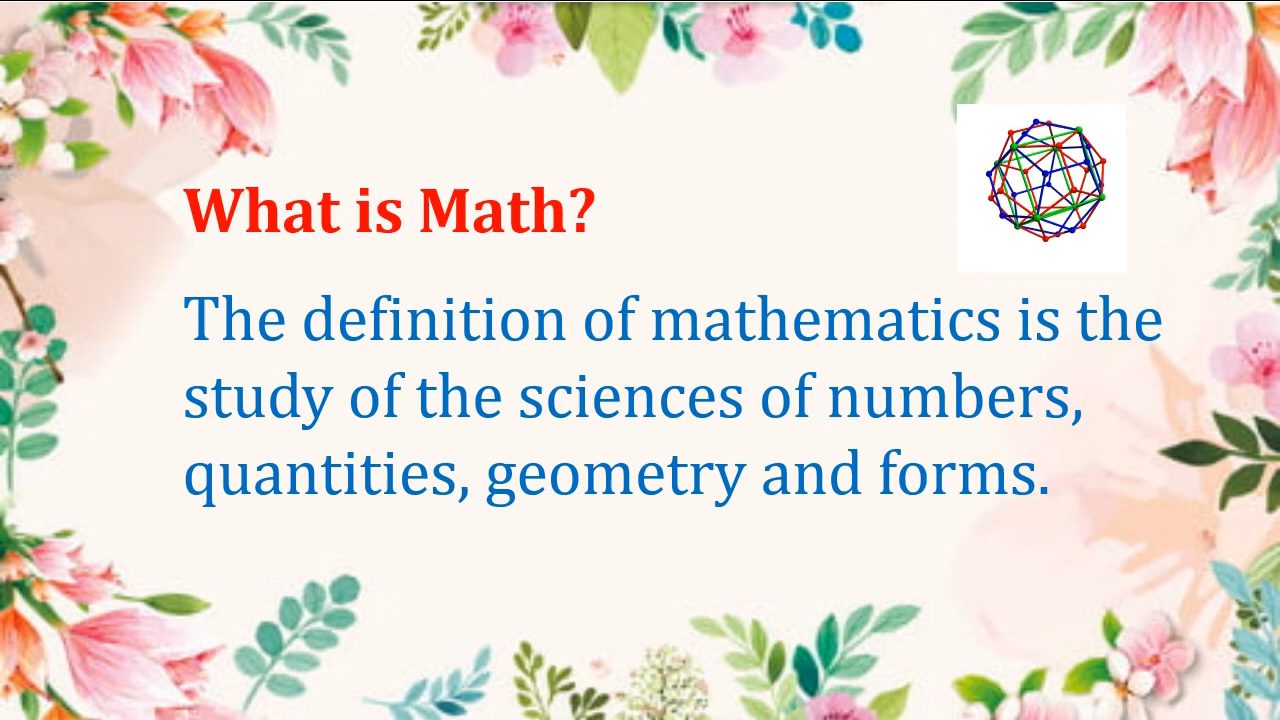 What is Math?
The definition of mathematics is the
study of the sciences of numbers,
quantities, geometry and forms.